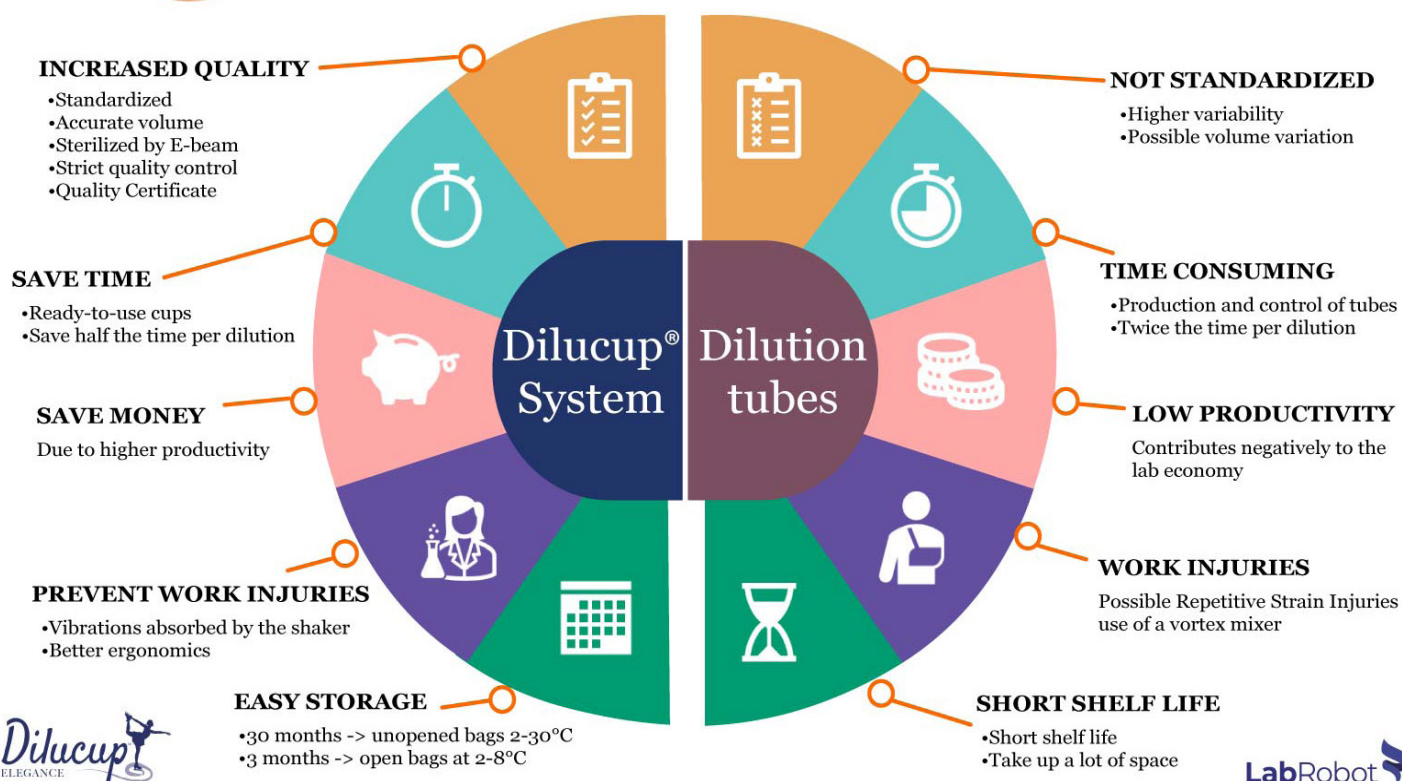 INCREASED QUALITY
•Standardized
•Accurate volume
•Sterilized by E-beam
•Strict quality control
•Quality Certificate
SAVE TIME
•Ready-to-use cups
•Save half the time per dilution
SAVE MONEY
Due to higher productivity
PREVENT WORK INJURIES
•Vibrations absorbed by the shaker
•Better ergonomics
EASY STORAGE
•30 months -> unopened bags 2-30°C
•3 months -> open bags at 2-8°C
Dilucup®
System
Dilution
tubes
NOT STANDARDIZED
•Higher variability
•Possible volume variation
TIME CONSUMING
•Production and control of tubes
•Twice the time per dilution
LOW PRODUCTIVITY
Contributes negatively to the
lab economy
WORK INJURIES
Possible Repetitive Strain Injuries
use of a vortex mixer
SHORT SHELF LIFE
•Short shelf life
•Take up a lot of space
Dilucup
ELEGANCE
LabRobot